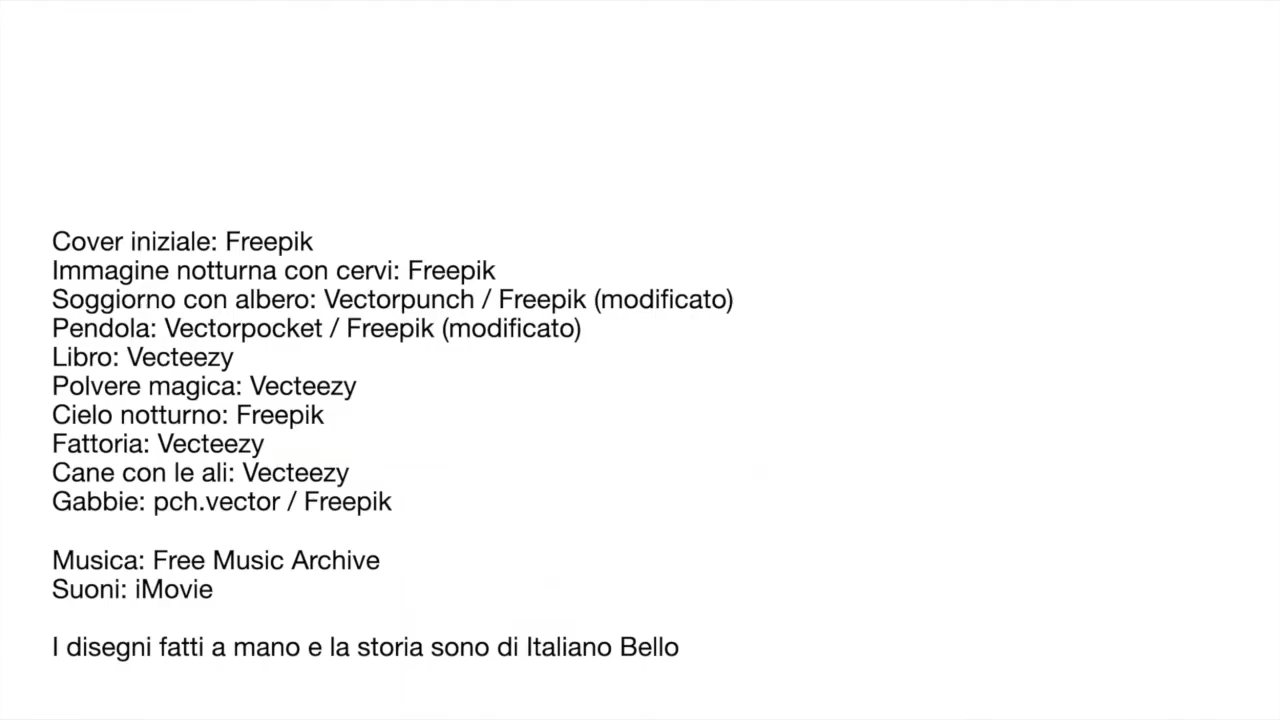 Cover iniziale: Freepik
Immagine notturna con cervi: Freepik
Soggiorno con albero: Vectorpunch / Freepik (modificato)
Pendola: Vectorpocket / Freepik (modificato)
Libro: Vecteezy
Polvere magica: Vecteezy
Cielo notturno: Freepik
Fattoria: Vecteezy
Cane con le ali: Vecteezy
Gabbie: pch.vector / Freepik
Musica: Free Music Archive
Suoni: iMovie
I disegni fatti a mano e la storia sono di Italiano Bello